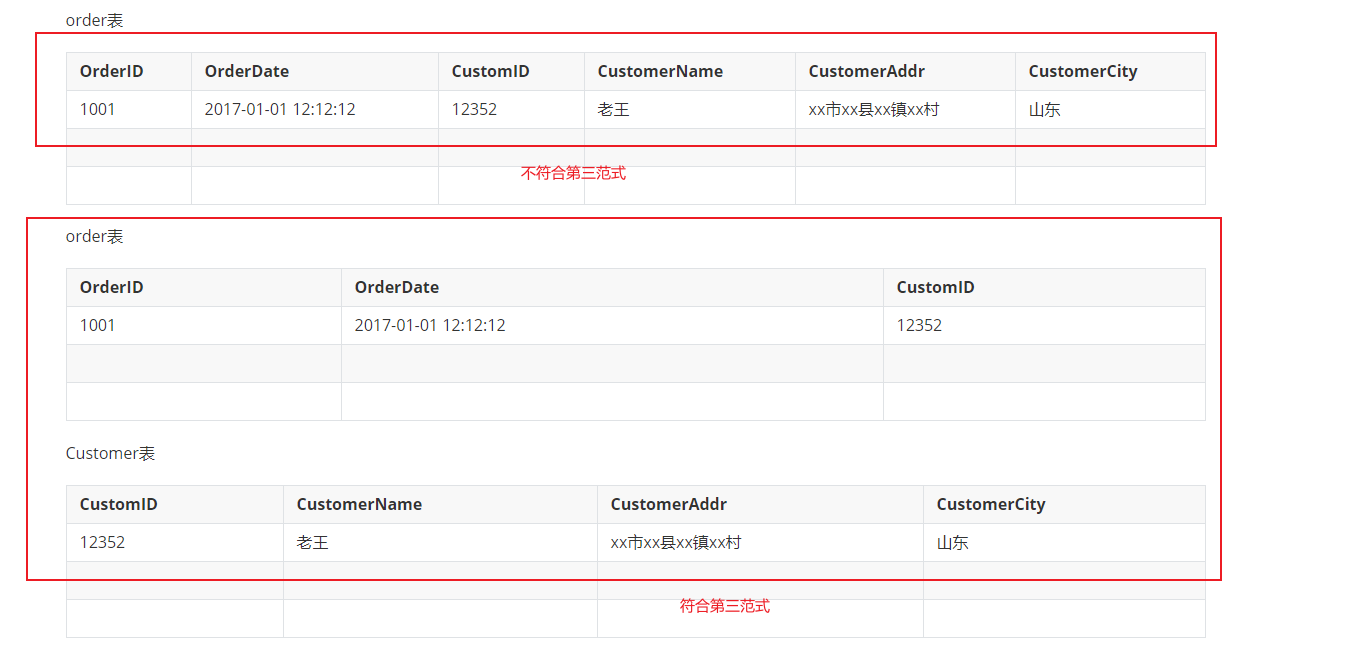 order表
OrderID OrderDate CustomID CustomerName CustomerAddr CustomerCity
1001 2017-01-01 12:12:12 12352 老王 xx市xx县xx镇xx村 山东
不符合第三范式
order表
OrderID OrderDate CustomID
1001 2017-01-01 12:12:12 12352
Customer表
CustomID CustomerName CustomerAddr CustomerCity
12352 老王 xx市xx县xx镇xx村 山东
符合第三范式